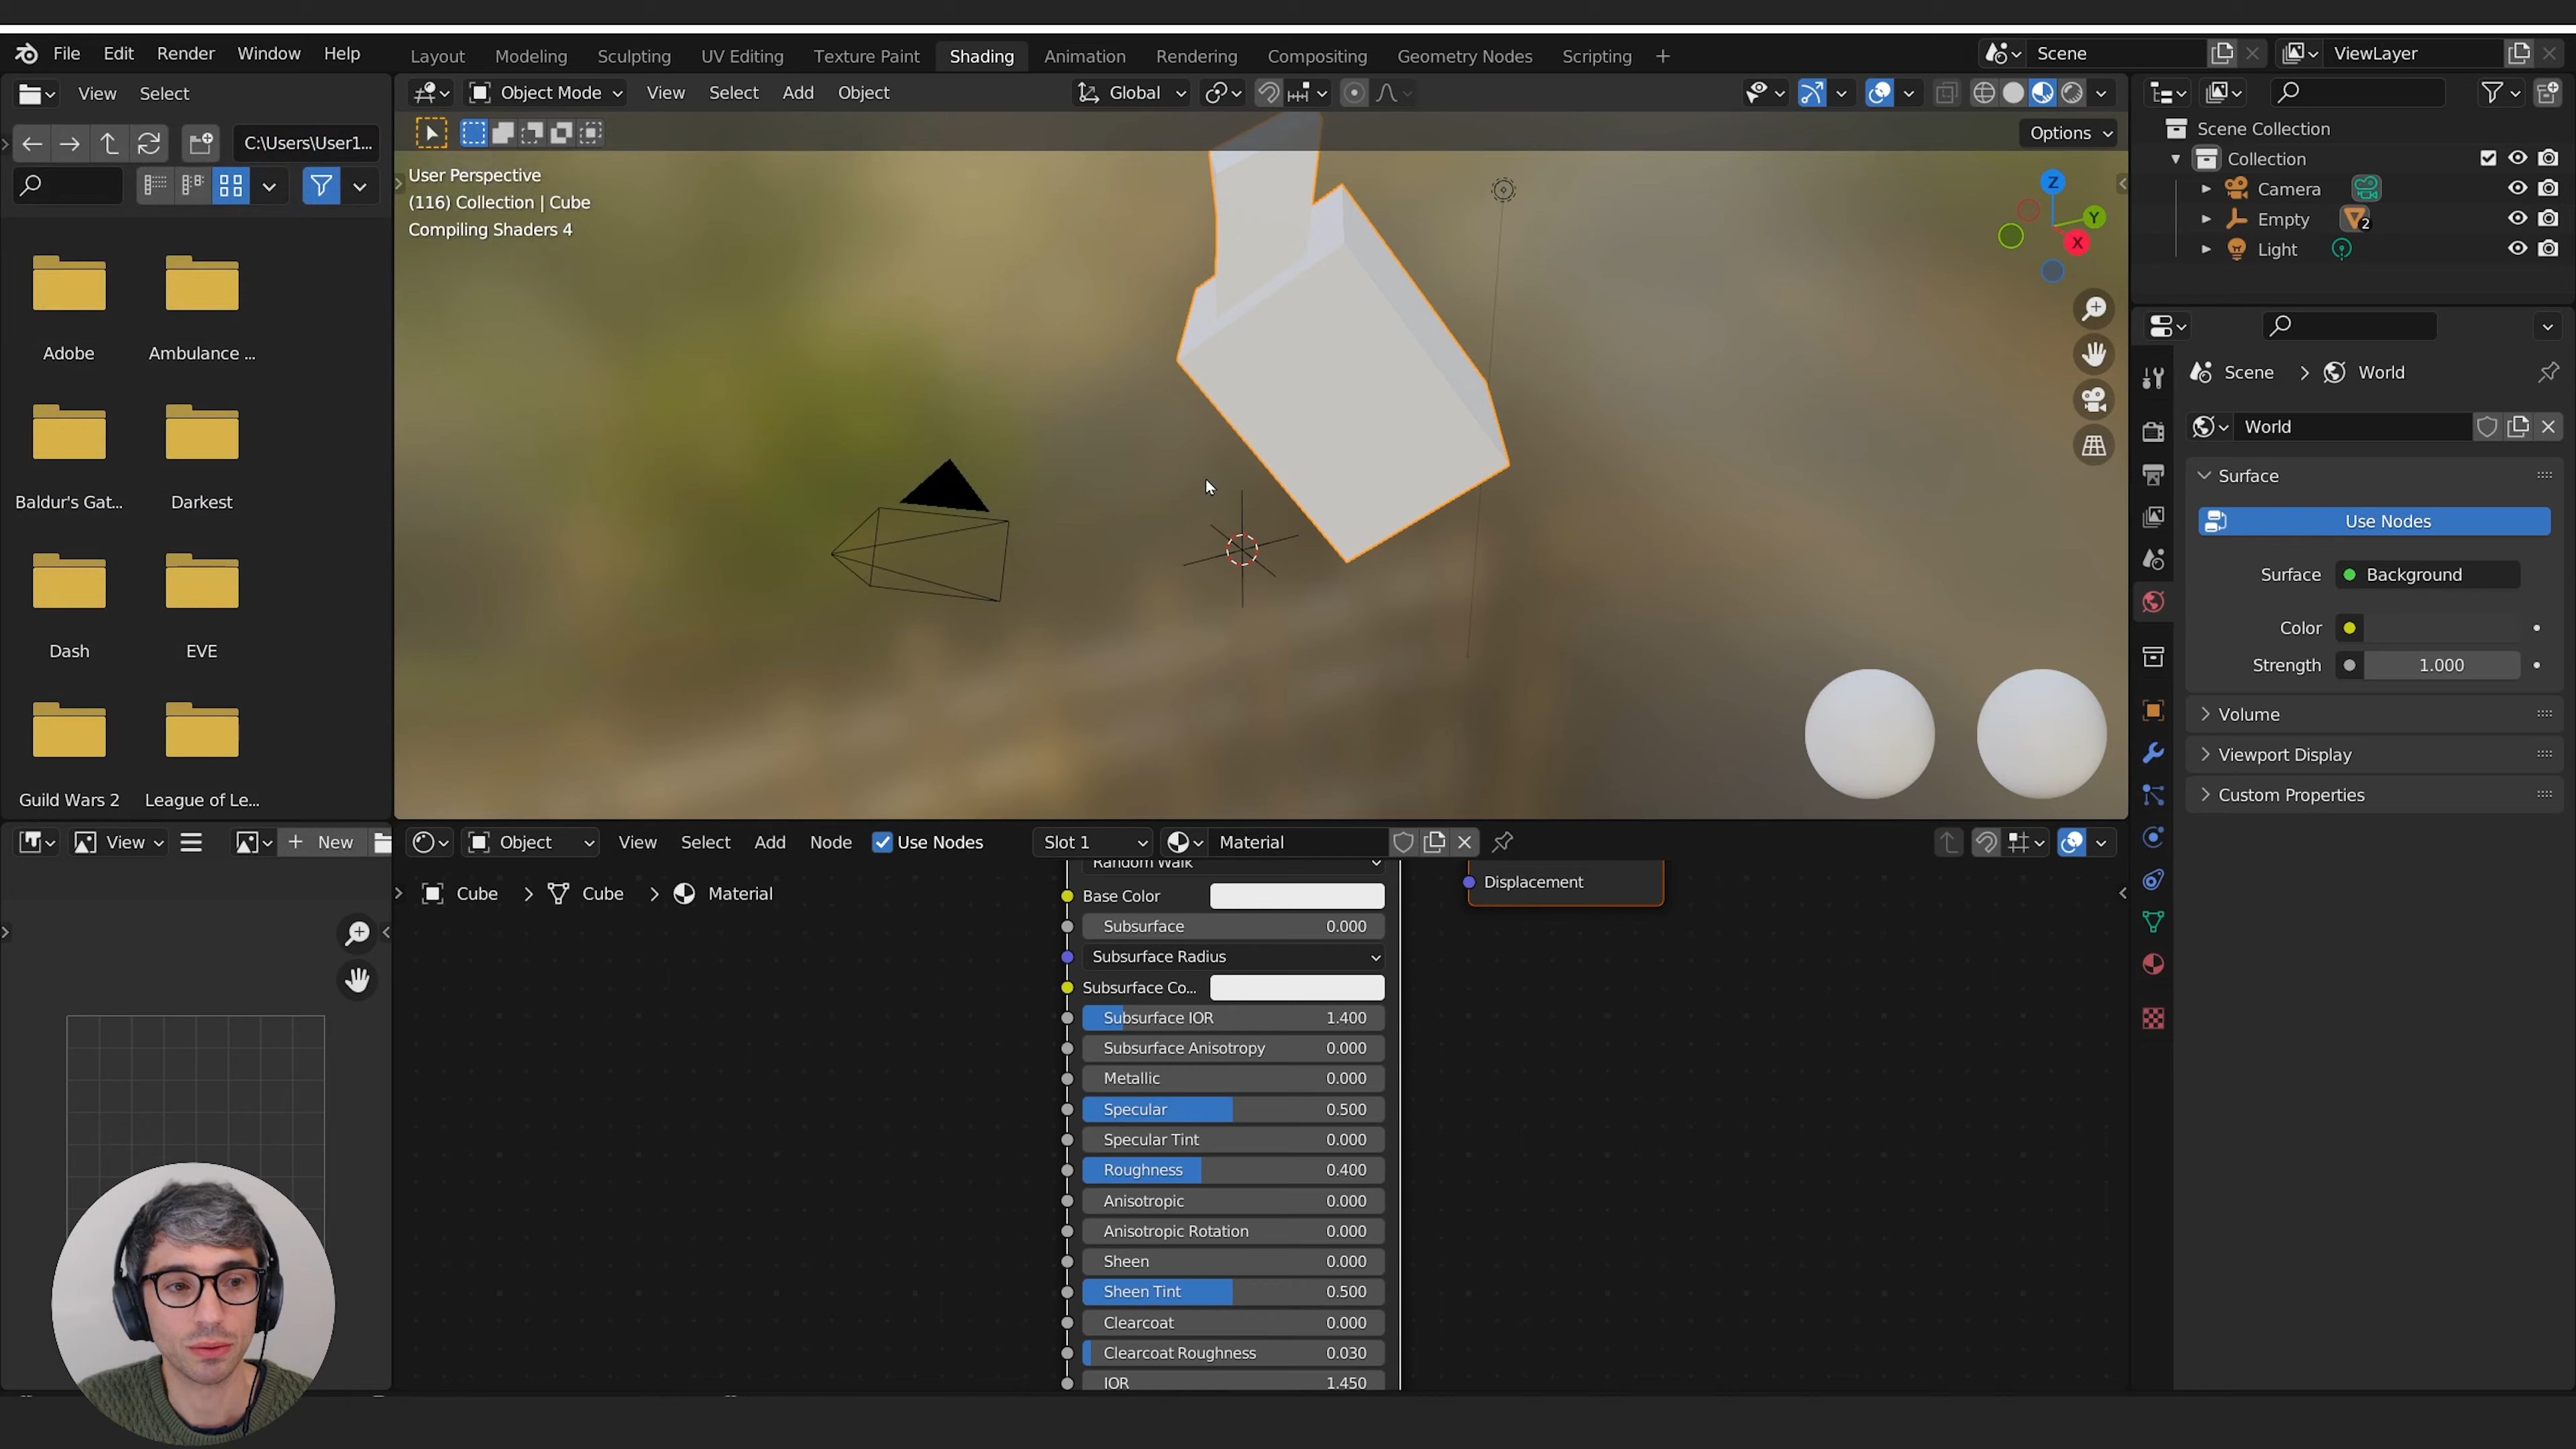 File Edit Render Window Help
Layout Modeling Sculpting UV Editing Texture Paint Shading Animation Rendering Compositing Geometry Nodes Scripting +
Scene
ViewLayer
View Select
Object Mode View Select Add Object
Global
C:\Users\User1...
Options
User Perspective
(116) Collection | Cube
Compiling Shaders 4
Z
Y
X
Scene Collection
Collection
Camera
Empty
2
Light
Adobe
Ambulance ...
Baldur's Gat...
Darkest
Dash
EVE
Guild Wars 2
League of Le...
Scene > World
World
Surface
Use Nodes
Surface
Background
Color
Strength
1.000
Volume
Viewport Display
Custom Properties
View
+ New
Object View Select Add Node Use Nodes
Slot 1
Material
Cube > Cube > Material
Random Walk
Base Color
Subsurface 0.000
Subsurface Radius
Subsurface Co...
Subsurface IOR 1.400
Subsurface Anisotropy 0.000
Metallic 0.000
Specular 0.500
Specular Tint 0.000
Roughness 0.400
Anisotropic 0.000
Anisotropic Rotation 0.000
Sheen 0.000
Sheen Tint 0.500
Clearcoat 0.000
Clearcoat Roughness 0.030
IOR 1.450
Displacement